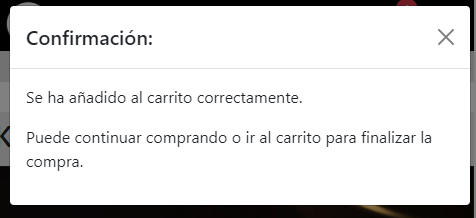 Confirmación:
Se ha añadido al carrito correctamente.
Puede continuar comprando o ir al carrito para finalizar la
compra.